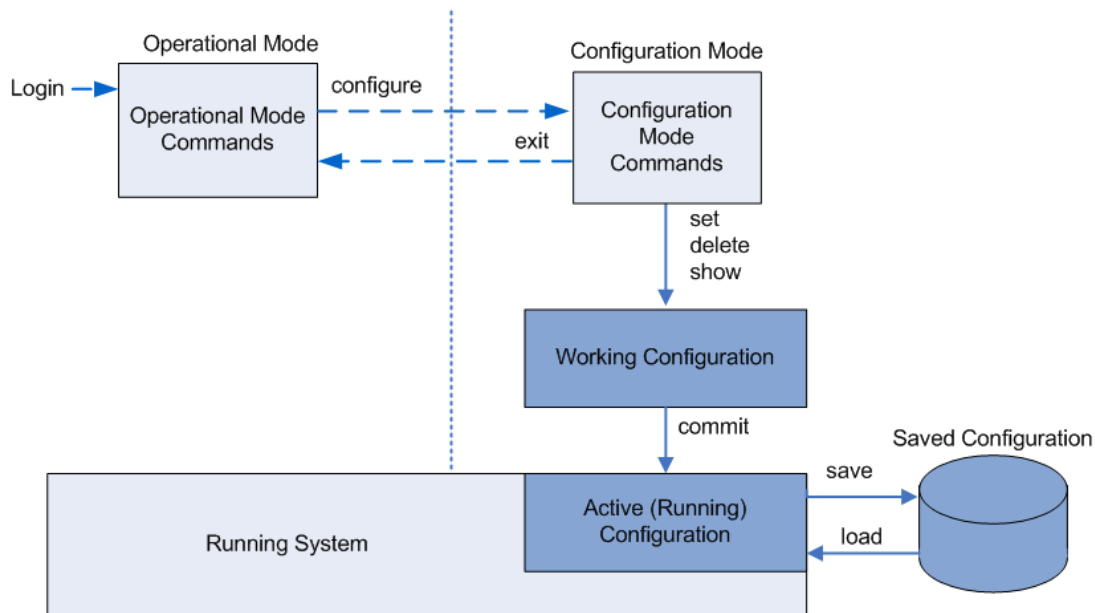 Operational Mode
Configuration Mode
Login
configure
Operational Mode
Commands
Configuration
Mode
Commands
exit
set
delete
show
Working Configuration
commit
Saved Configuration
save
Active (Running)
Configuration
Running System
load